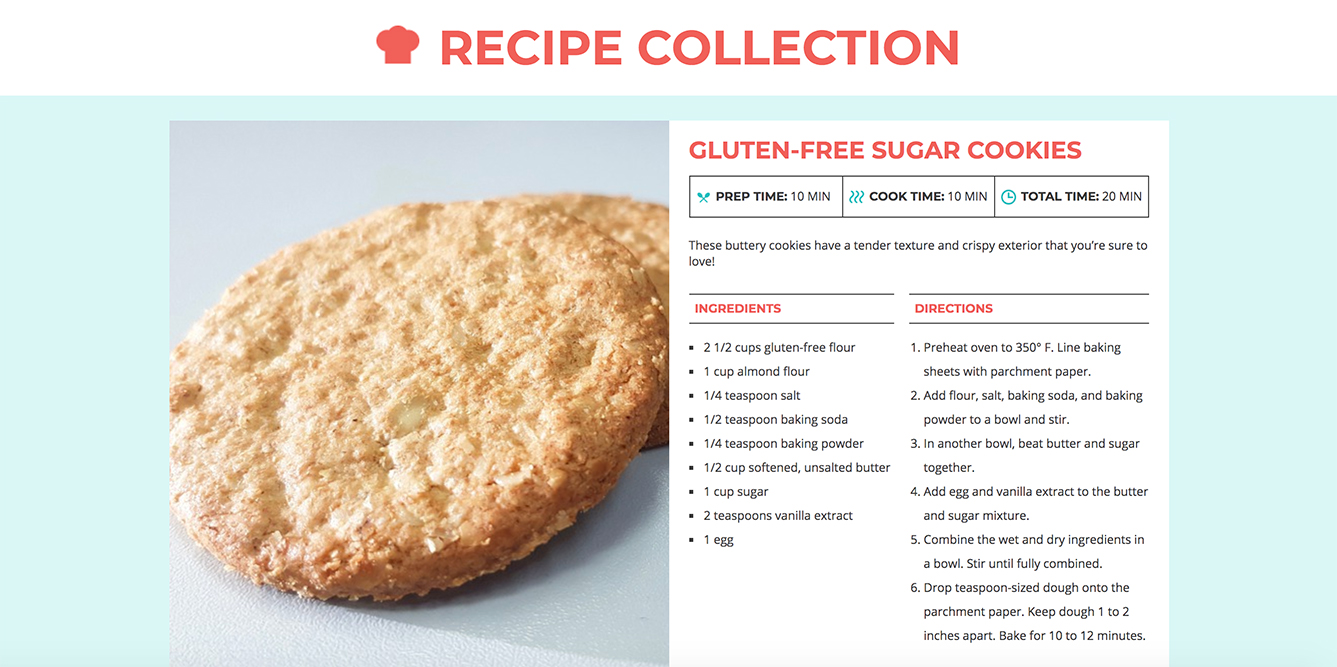 RECIPE COLLECTION
GLUTEN-FREE SUGAR COOKIES
PREP TIME: 10 MIN
COOK TIME: 10 MIN
TOTAL TIME: 20 MIN
These buttery cookies have a tender texture and crispy exterior that you’re sure to
love!
INGREDIENTS
▪ 2 1/2 cups gluten-free flour
▪ 1 cup almond flour
▪ 1/4 teaspoon salt
▪ 1/2 teaspoon baking soda
▪ 1/4 teaspoon baking powder
▪ 1/2 cup softened, unsalted butter
▪ 1 cup sugar
▪ 2 teaspoons vanilla extract
▪ 1 egg
DIRECTIONS
1. Preheat oven to 350° F. Line baking
sheets with parchment paper.
2. Add flour, salt, baking soda, and baking
powder to a bowl and stir.
3. In another bowl, beat butter and sugar
together.
4. Add egg and vanilla extract to the butter
and sugar mixture.
5. Combine the wet and dry ingredients in
a bowl. Stir until fully combined.
6. Drop teaspoon-sized dough onto the
parchment paper. Keep dough 1 to 2
inches apart. Bake for 10 to 12 minutes.